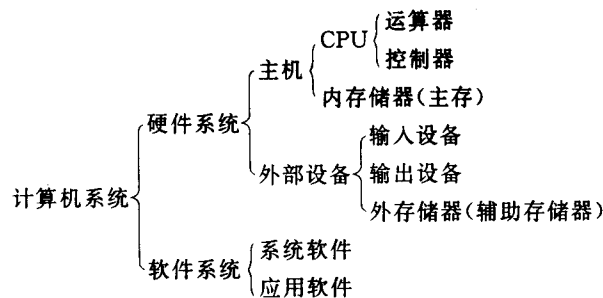 运算器
CPU
控制器
主机
内存储器(主存)
硬件系统
输入设备
外部设备
输出设备
计算机系统
外存储器(辅助存储器)
系统软件
软件系统
应用软件